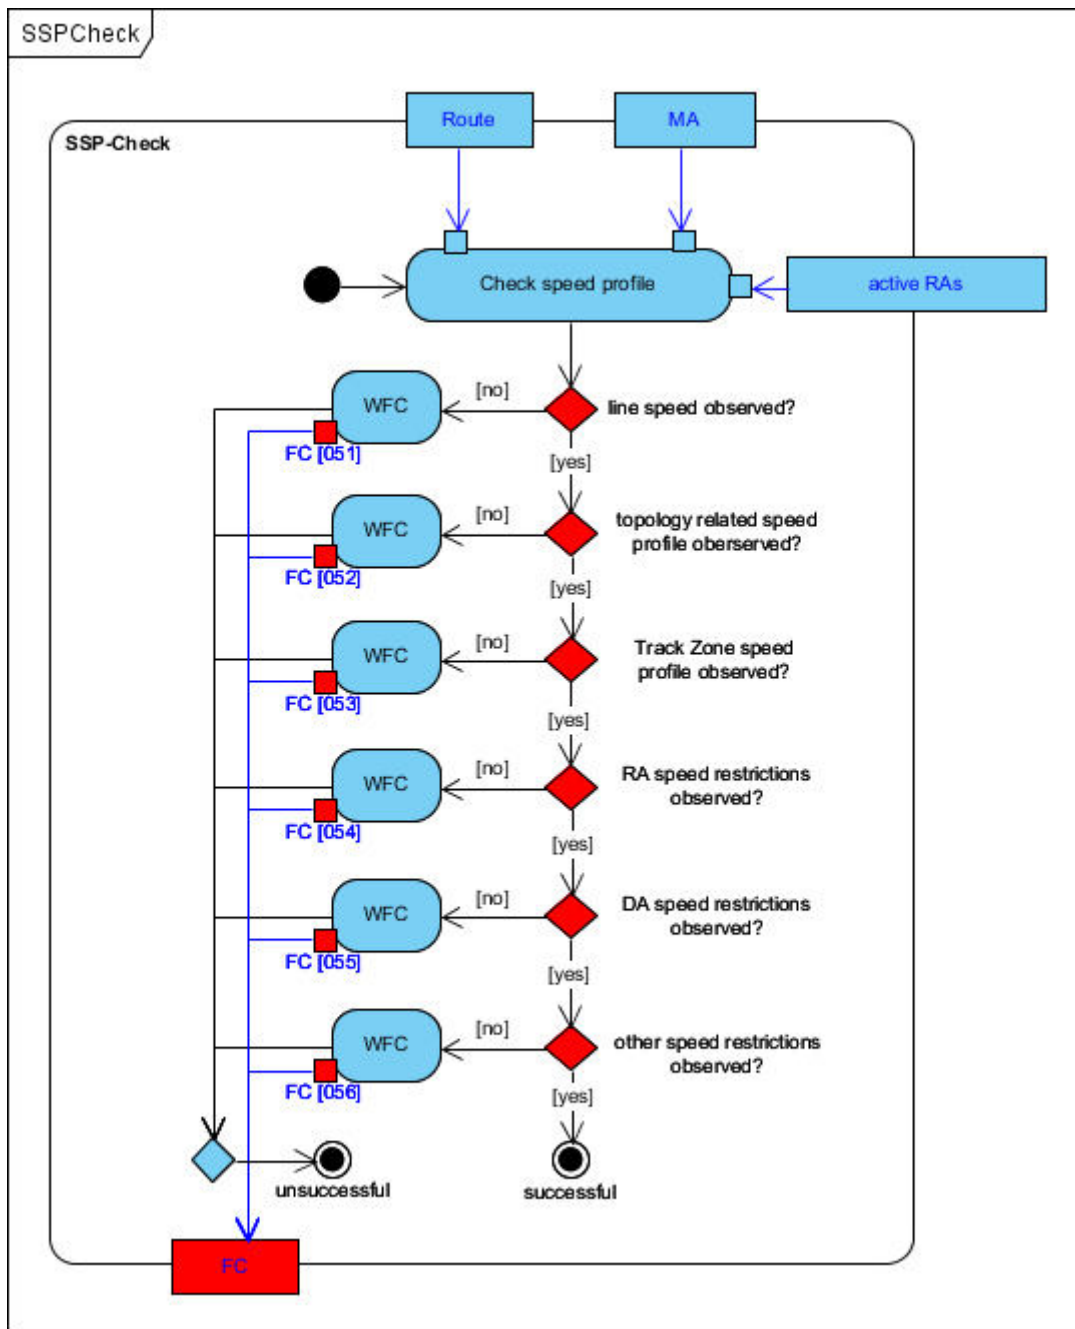 SSPCheck
Route
MA
SSP-Check
Check speed profile
active RAs
WFC
[no]
line speed observed?
FC [051]
[yes]
WFC
[no]
topology related speed
profile oberserved?
FC [052]
[yes]
WFC
[no]
Track Zone speed
profile observed?
FC [053]
[yes]
WFC
[no]
RA speed restrictions
observed?
FC [054]
[yes]
WFC
[no]
DA speed restrictions
observed?
FC [055]
[yes]
WFC
[no]
other speed restrictions
observed?
FC [056]
[yes]
unsuccessful
successful
FC